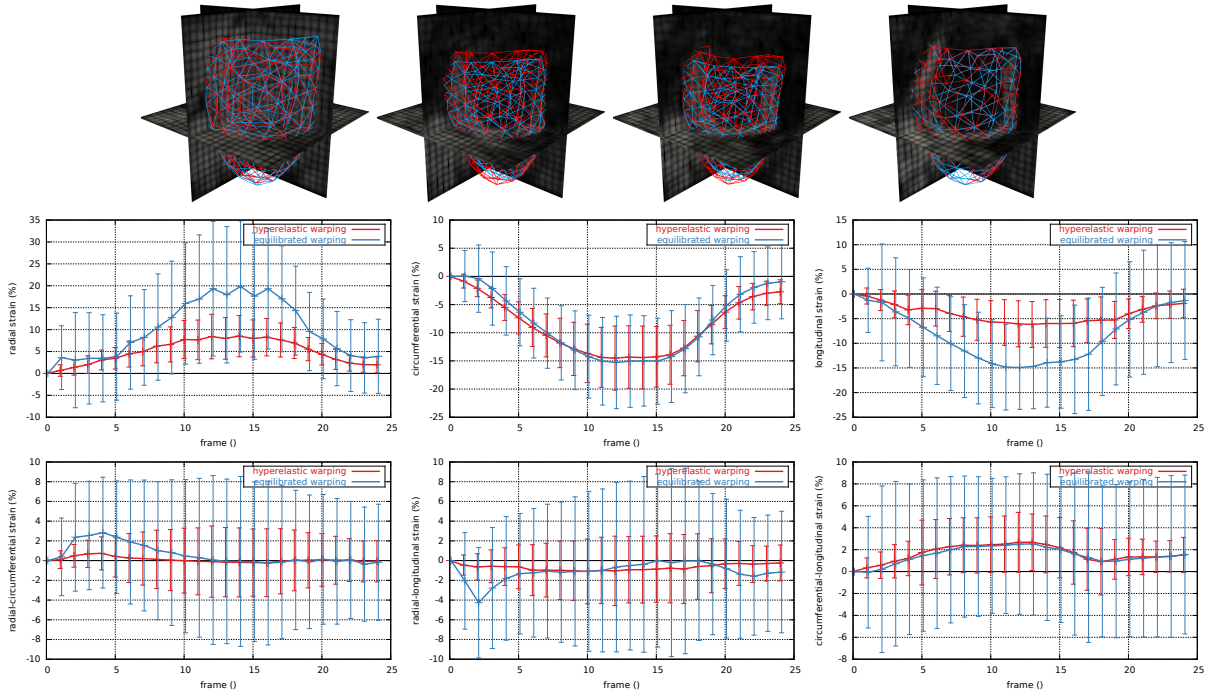 35
30
25
20
15
10
5
0
-5
-10
0 5 10 15 20 25
radial strain (%)
frame ()
hyperelastic warping
equilibrated warping
10
5
0
-5
-10
-15
-20
-25
0 5 10 15 20 25
circumferential strain (%)
frame ()
hyperelastic warping
equilibrated warping
15
10
5
0
-5
-10
-15
-20
-25
0 5 10 15 20 25
longitudinal strain (%)
frame ()
hyperelastic warping
equilibrated warping
10
8
6
4
2
0
-2
-4
-6
-8
-10
0 5 10 15 20 25
radial-circumferential strain (%)
frame ()
hyperelastic warping
equilibrated warping
10
8
6
4
2
0
-2
-4
-6
-8
-10
0 5 10 15 20 25
radial-longitudinal strain (%)
frame ()
hyperelastic warping
equilibrated warping
10
8
6
4
2
0
-2
-4
-6
-8
0 5 10 15 20 25
circumferential-longitudinal strain (%)
frame ()
hyperelastic warping
equilibrated warping